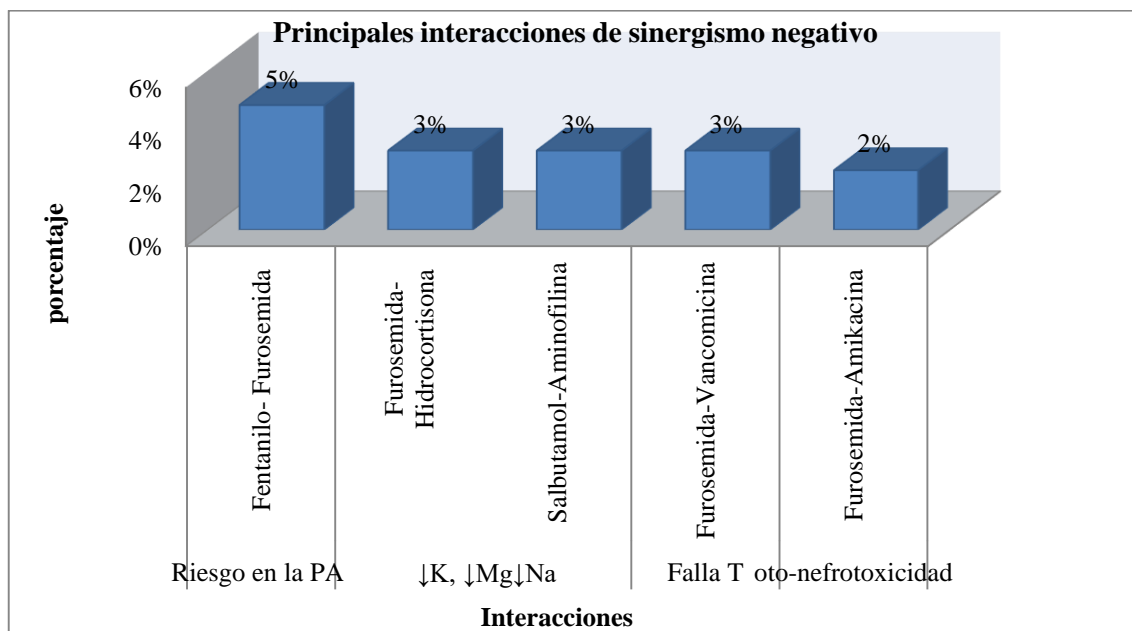 Principales interacciones de sinergismo negativo
6%
4%
2%
0%
5%
3%
3%
3%
2%
porcentaje
Fentanilo- Furosemida
Furosemida-
Hidrocortisona
Salbutamol-Aminofilina
Furosemida-Vancomicina
Furosemida-Amikacina
Riesgo en la PA
↓K, ↓Mg↓Na
Falla T
oto-nefrotoxicidad
Interacciones